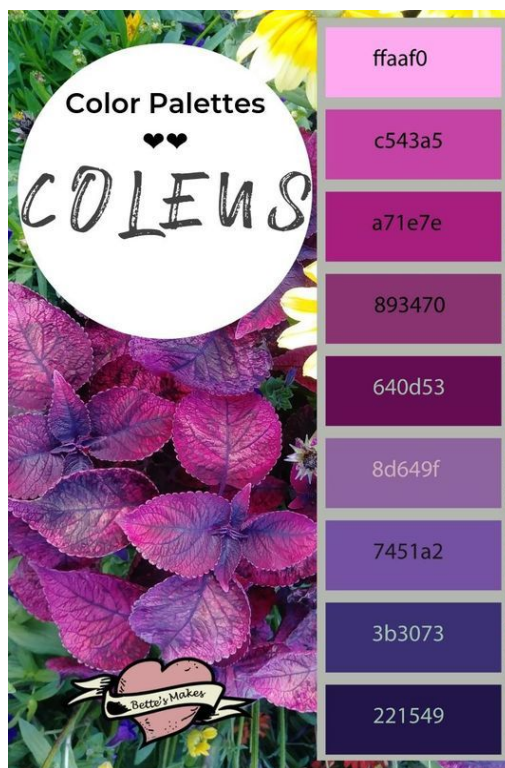 Color Palettes
COLEUS
Bette's Makes
ffaaf0
c543a5
a71e7e
893470
640d53
8d649f
7451a2
3b3073
221549